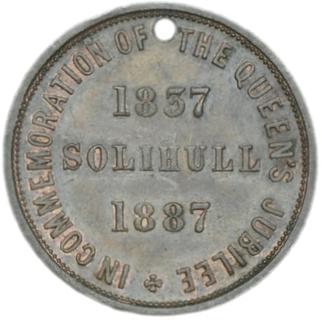 IN COMMEMORATION OF THE QUEEN'S JUBILEE
1837
SOLIHULL
1887